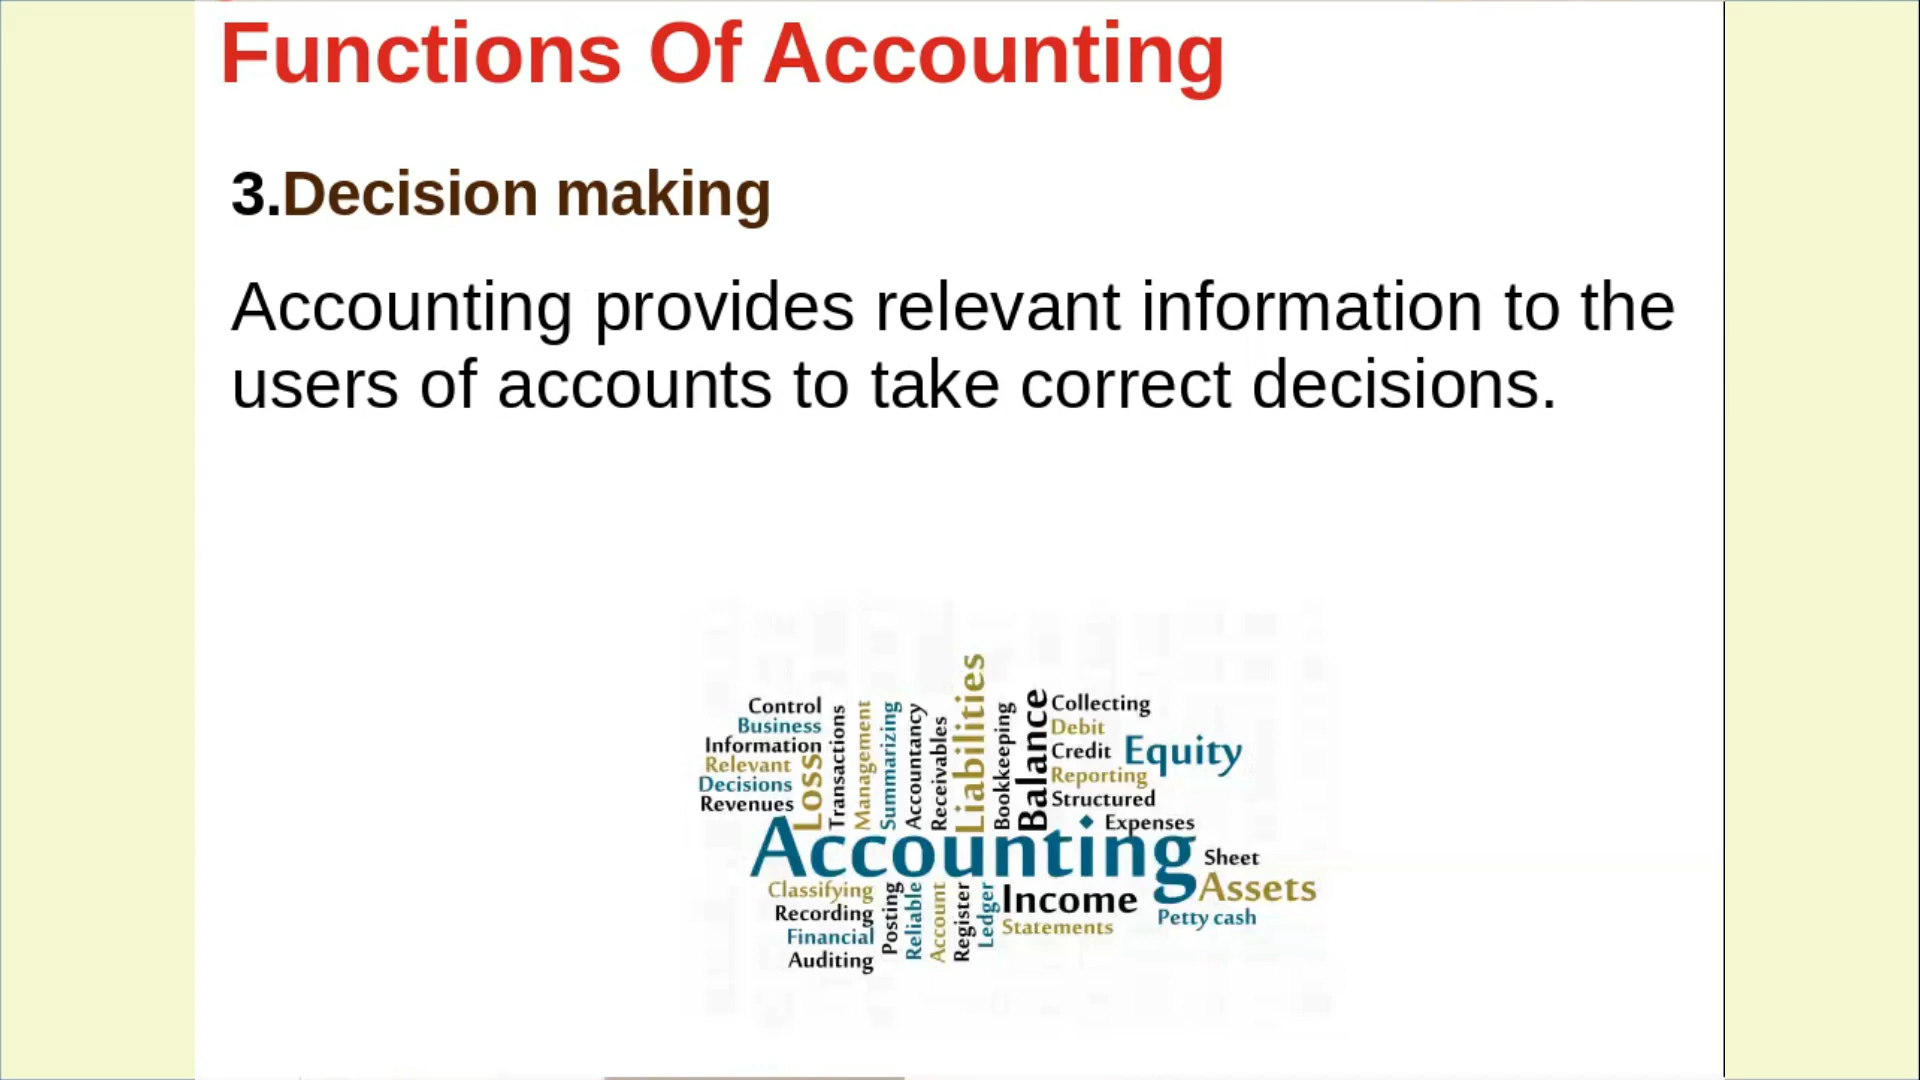 Functions Of Accounting
3.Decision making
Accounting provides relevant information to the
users of accounts to take correct decisions.
Control
Business
Information
Relevant
Decisions
Revenues
Loss
Transactions
Management
Summarizing
Accountancy
Receivables
Liabilities
Bookkeeping
Balance
Collecting
Debit
Credit
Equity
Reporting
Structured
Expenses
Accounting
Sheet
Assets
Petty cash
Classifying
Recording
Financial
Auditing
Posting
Reliable
Account
Register
Ledger
Income
Statements